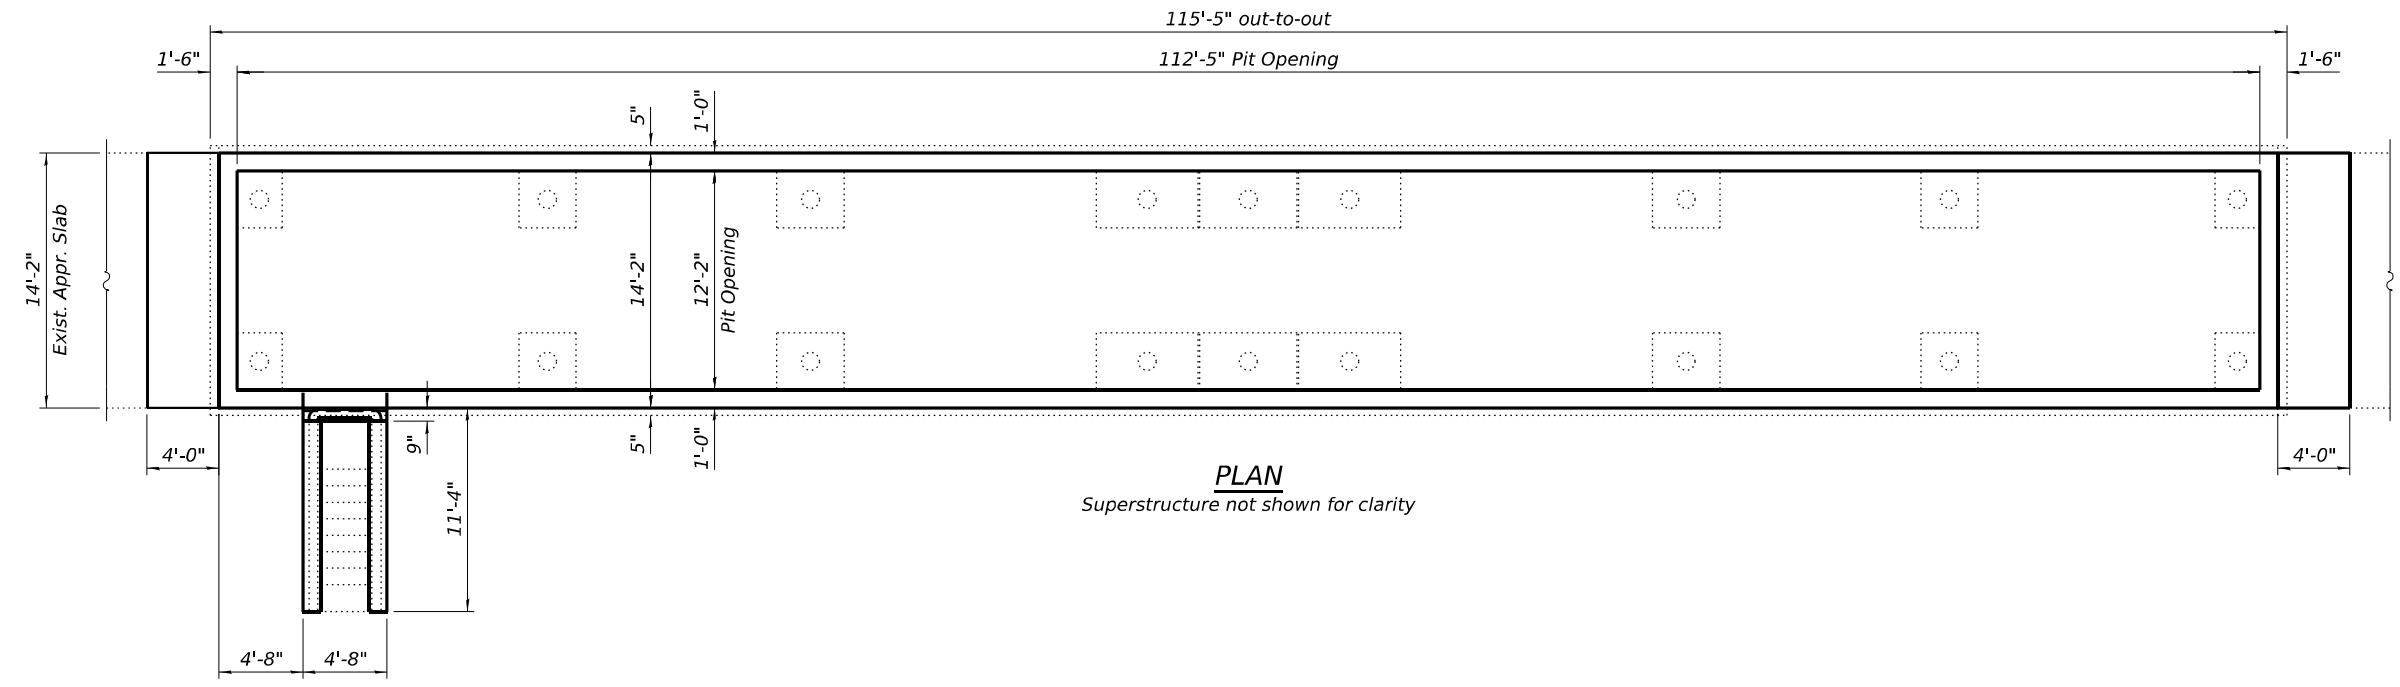 115'-5" out-to-out
1'-6"
112'-5" Pit Opening
1'-6"
5"
1'-0"
14'-2"
Exist. Appr. Slab
14'-2"
12'-2"
Pit Opening
4'-0"
9"
5"
1'-0"
4'-0"
11'-4"
PLAN
Superstructure not shown for clarity
4'-8"
4'-8"